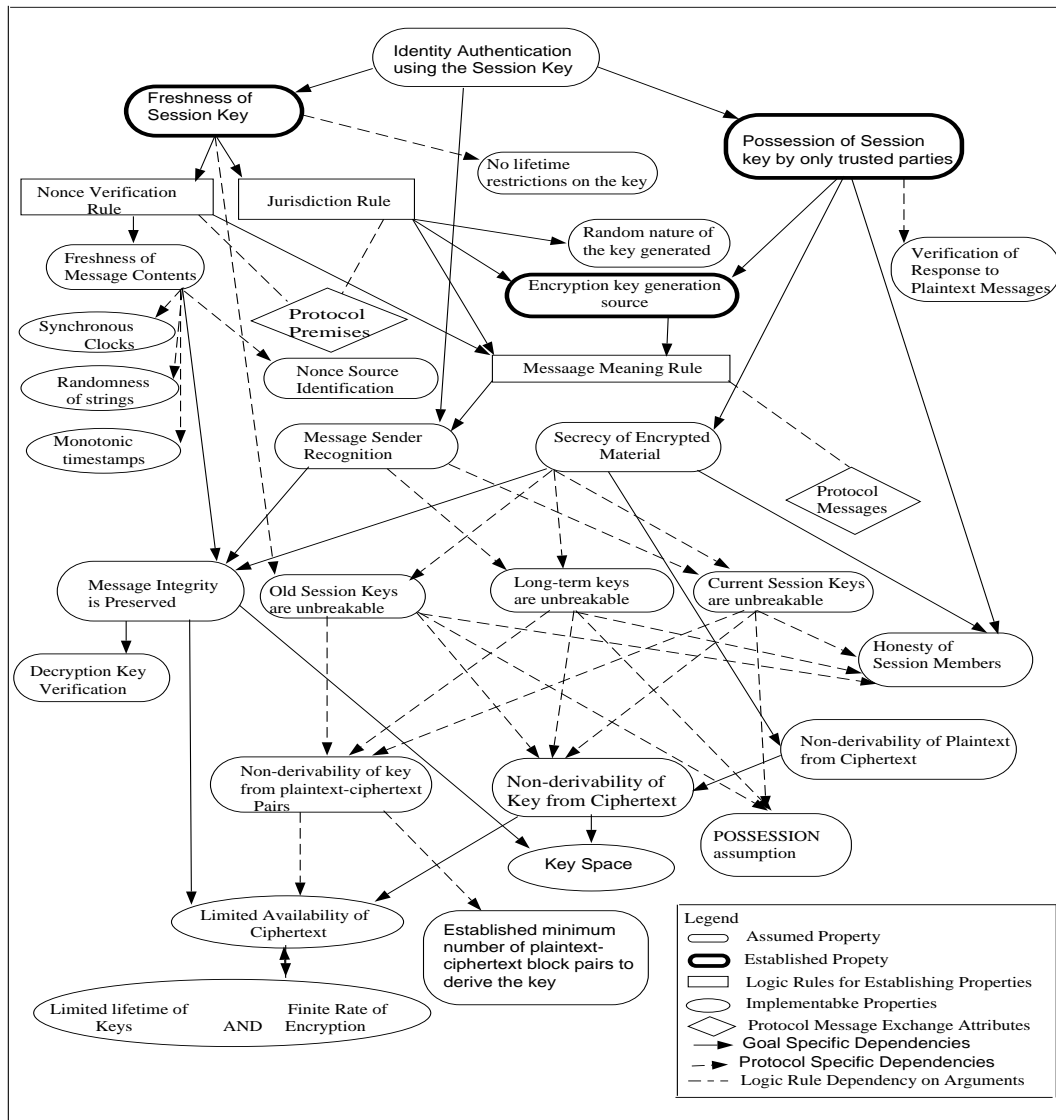 Identity Authentication
using the Session Key
Freshness of
Session Key
Possession of Session
key by only trusted parties
No lifetime
restrictions on the key
Nonce Verification
Rule
Jurisdiction Rule
Random nature of
the key generated
Verification of
Response to
Plaintext Messages
Freshness of
Message Contents
Encryption key generation
source
Protocol
Premises
Synchronous
Clocks
Nonce Source
Identification
Messaage Meaning Rule
Randomness
of strings
Monotonic
timestamps
Message Sender
Recognition
Secrecy of Encrypted
Material
Protocol
Messages
Message Integrity
is Preserved
Old Session Keys
are unbreakable
Long-term keys
are unbreakable
Current Session Keys
are unbreakable
Honesty of
Session Members
Decryption Key
Verification
Non-derivability of Plaintext
from Ciphertext
Non-derivability of key
from plaintext-ciphertext
Pairs
Non-derivability of
Key from Ciphertext
POSSESSION
assumption
Key Space
Limited Availability of
Ciphertext
Established minimum
number of plaintext-
ciphertext block pairs to
derive the key
Limited lifetime of
Keys
AND
Finite Rate of
Encryption
Legend
Assumed Property
Established Propety
Logic Rules for Establishing Properties
Implementabke Properties
Protocol Message Exchange Attributes
Goal Specific Dependencies
Protocol Specific Dependencies
Logic Rule Dependency on Arguments